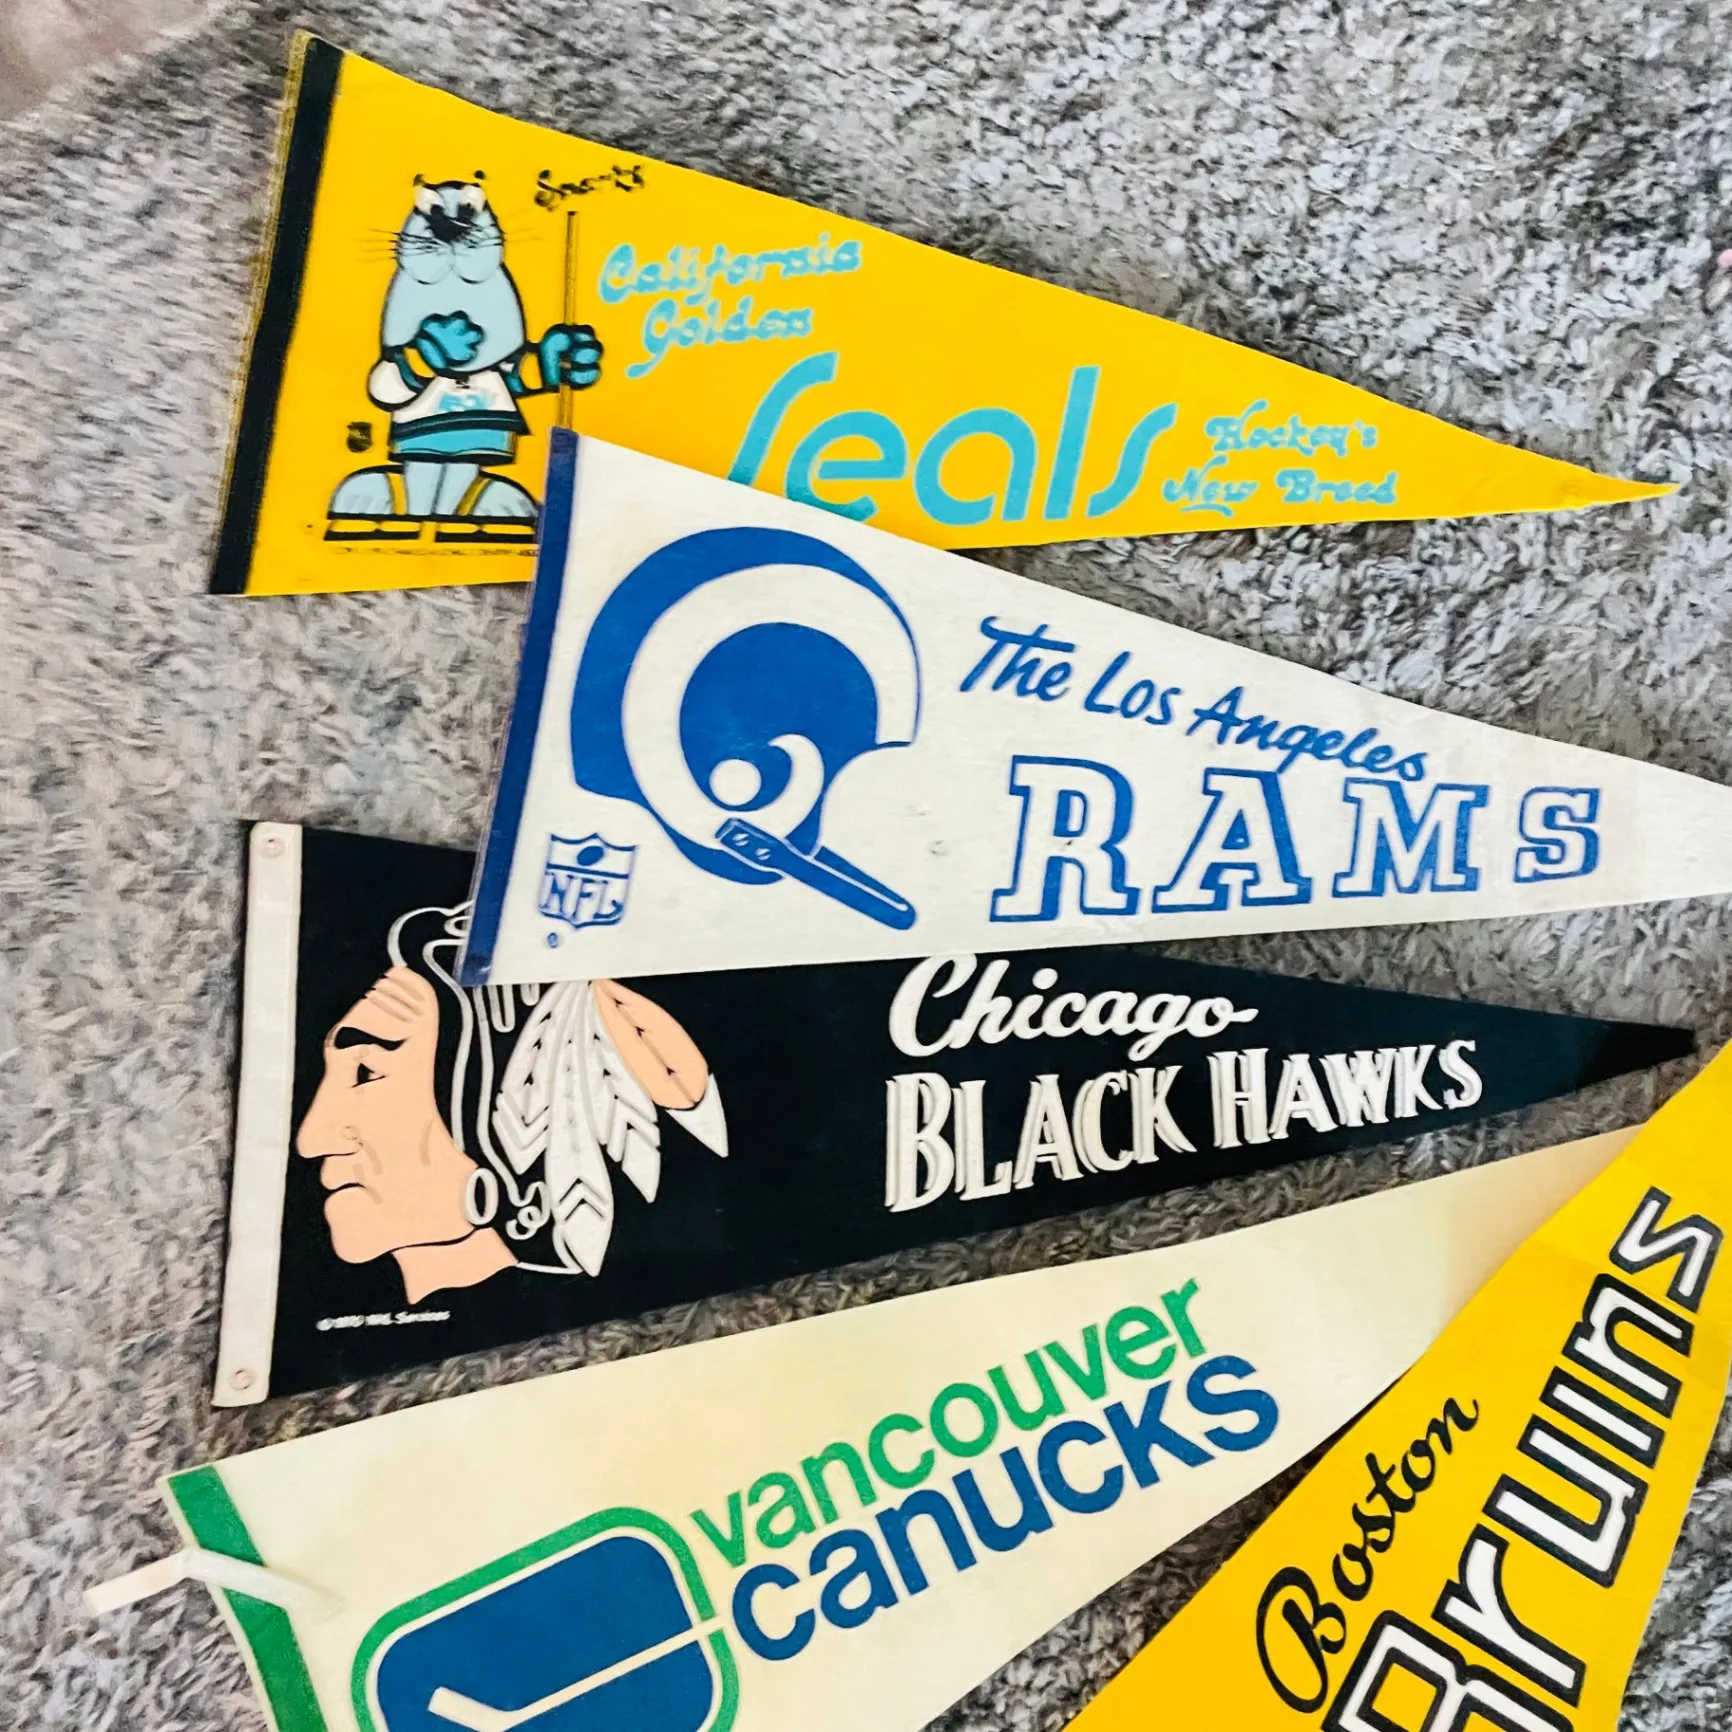 Sparky
California
Golden
Seals
Hockey's
New Breed
The Los Angeles
RAMS
NFL
Chicago
BLACK HAWKS
vancouver
canucks
Boston
Bruins